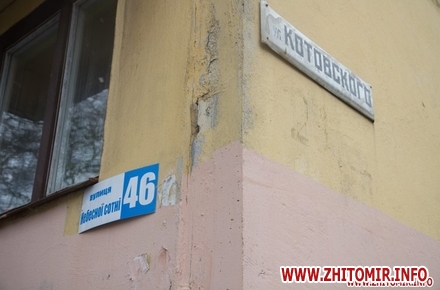 КОТОВСКОГО
вулиця
Небесної сотні
46
WWW.ZHITOMIR.INFO